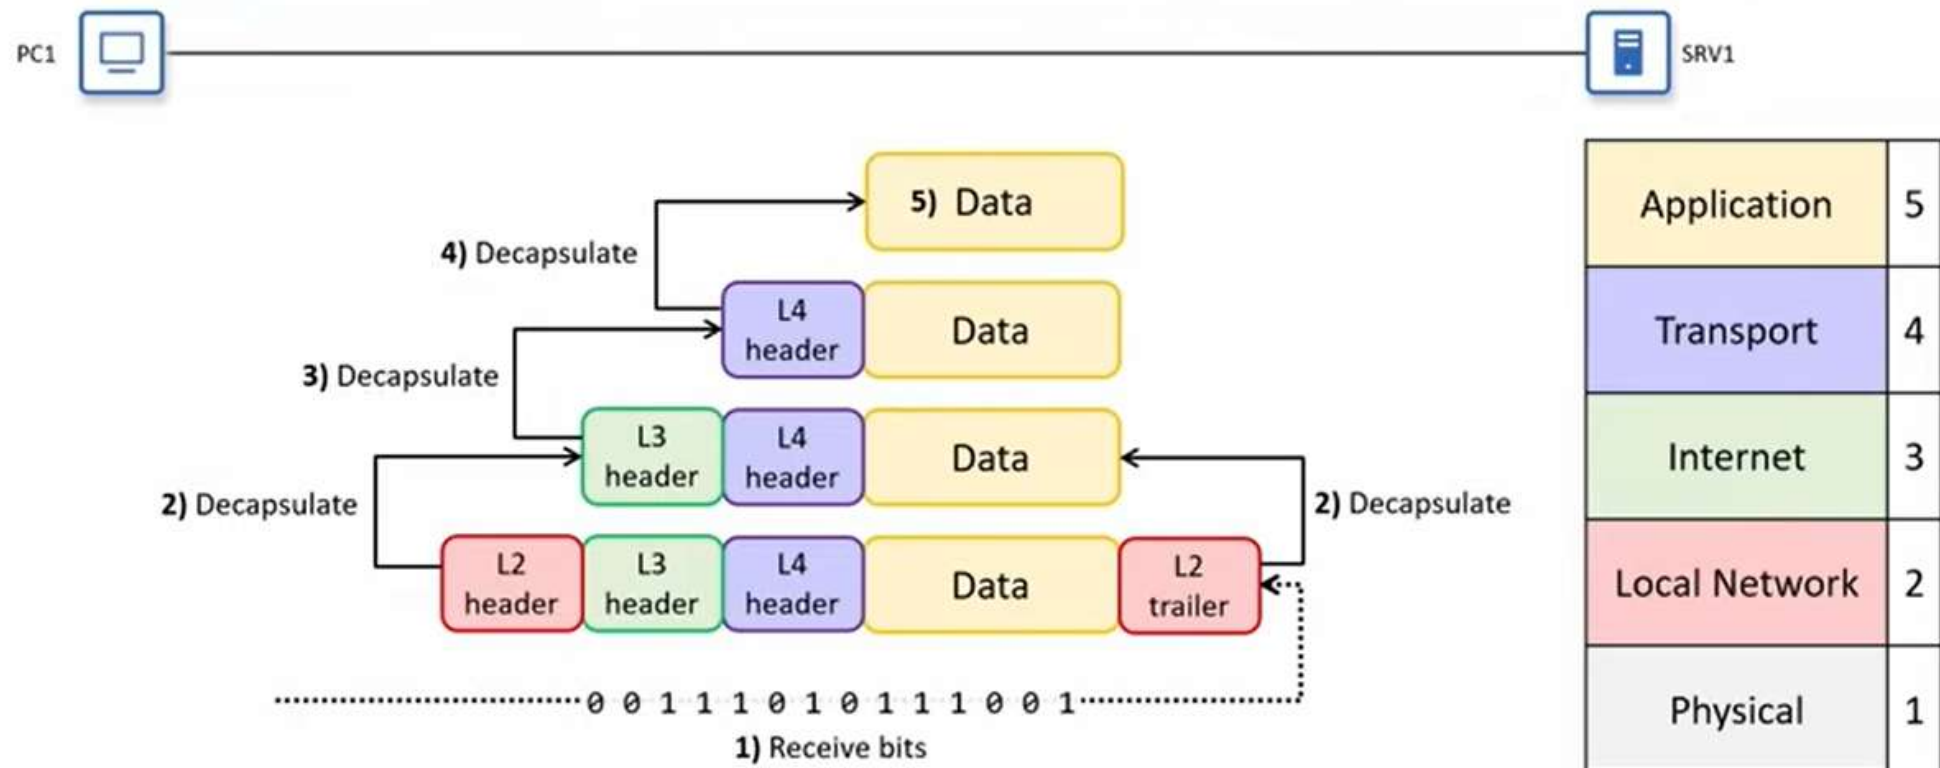 PC1
SRV1
5) Data
Application 5
4) Decapsulate
L4
header
Data
Transport 4
3) Decapsulate
L3
header
L4
header
Data
Internet 3
2) Decapsulate
2) Decapsulate
L2
header
L3
header
L4
header
Data
L2
trailer
Local Network 2
0 0 1 1 1 0 1 0 1 1 1 0 0 1
1) Receive bits
Physical 1